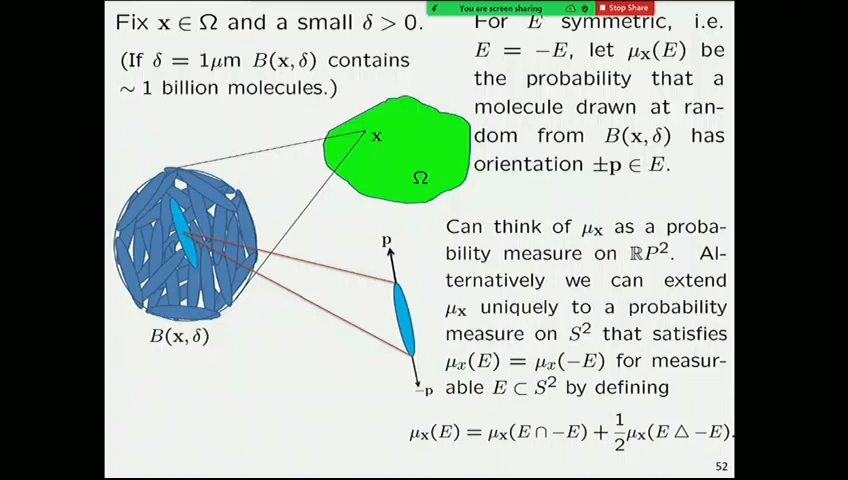 You are screen sharing
Stop Share
Fix x ∈ Ω and a small δ > 0.
(If δ = 1μm B(x, δ) contains
∼ 1 billion molecules.)
x
Ω
p
−p
B(x, δ)
For E symmetric, i.e.
E = −E, let μx(E) be
the probability that a
molecule drawn at ran-
dom from B(x, δ) has
orientation ±p ∈ E.
Can think of μx as a proba-
bility measure on ℝP². Al-
ternatively we can extend
μx uniquely to a probability
measure on S² that satisfies
μx(E) = μx(−E) for measur-
able E ⊂ S² by defining
μx(E) = μx(E ∩ −E) + 1/2 μx(E △ −E).
52